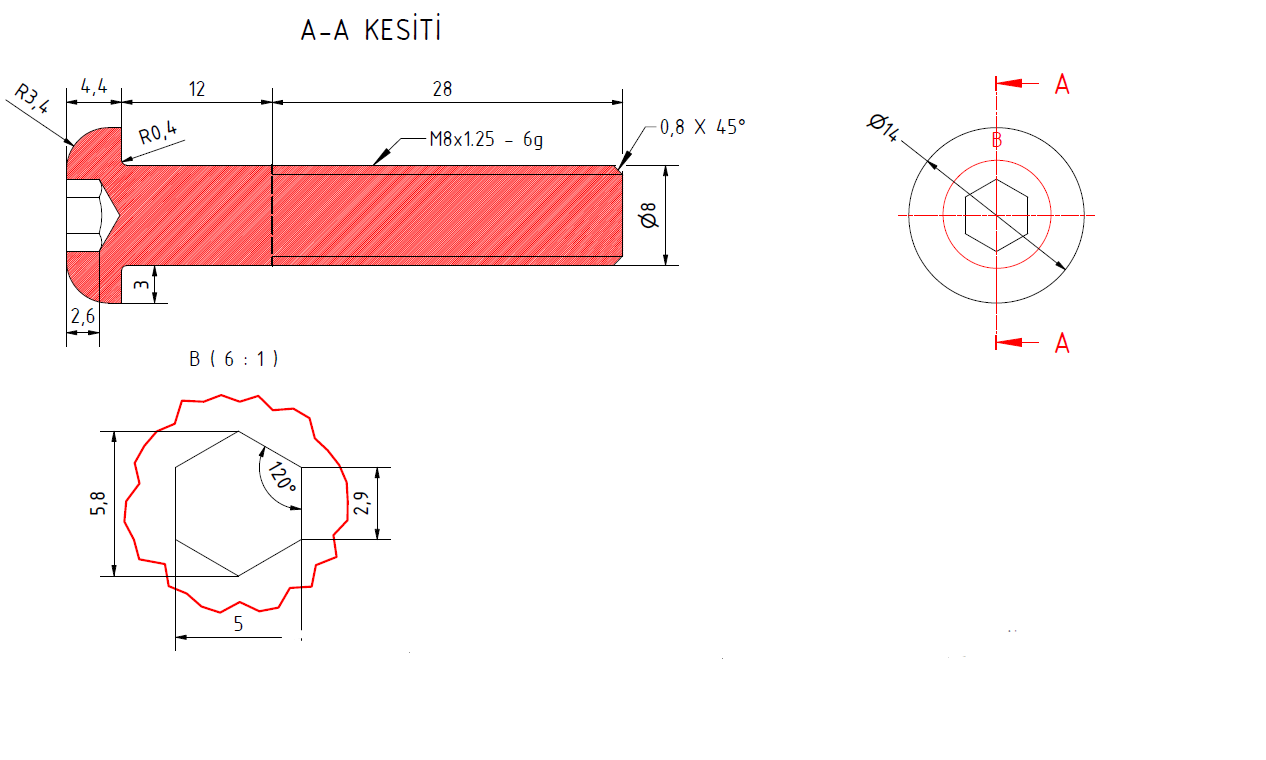 A-A KESİTİ
R3,4
4,4
12
28
R0,4
M8x1.25 - 6g
0,8 X 45°
Ø8
3
2,6
A
Ø14
B
A
B ( 6 : 1 )
5,8
120°
2,9
5